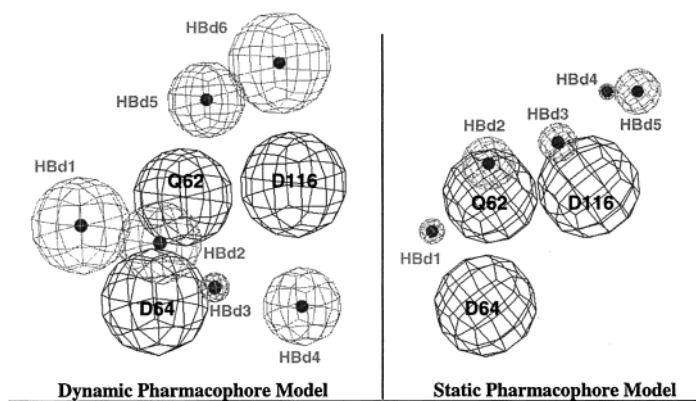 HBd6
HBd5
HBd1
Q62
D116
HBd2
D64
HBd3
HBd4
Dynamic Pharmacophore Model
HBd4
HBd5
HBd3
HBd2
Q62
D116
HBd1
D64
Static Pharmacophore Model